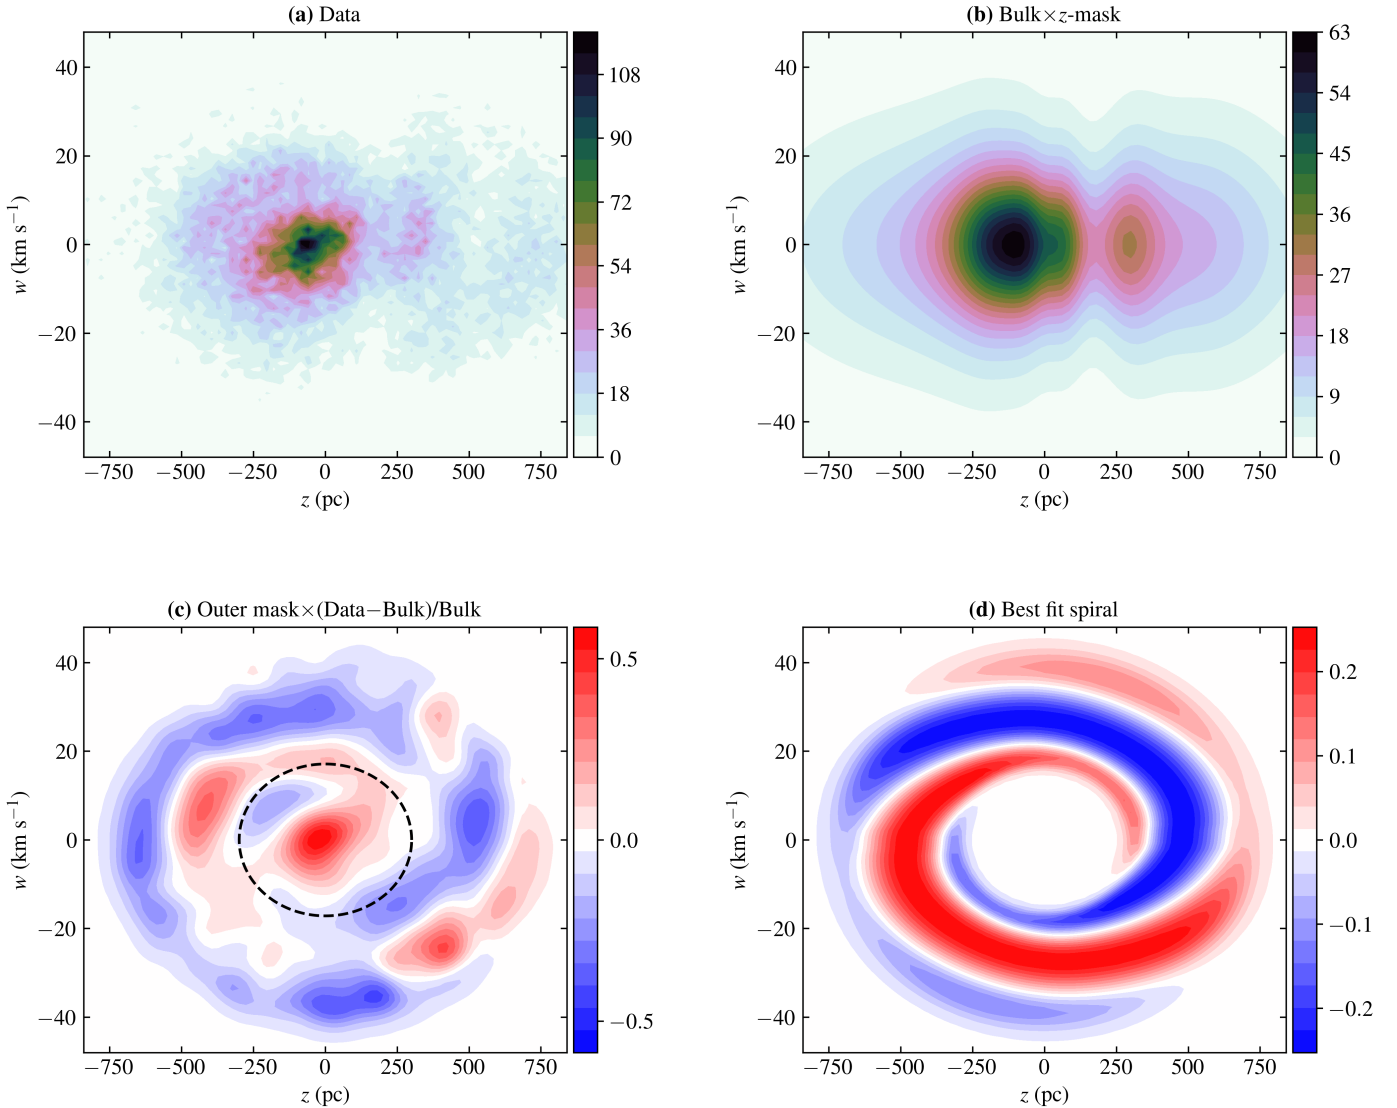 (a) Data
40
20
0
−20
−40
w (km s−1)
−750 −500 −250 0 250 500 750
z (pc)
108
90
72
54
36
18
0
(b) Bulk×z-mask
40
20
0
−20
−40
w (km s−1)
−750 −500 −250 0 250 500 750
z (pc)
63
54
45
36
27
18
9
0
(c) Outer mask×(Data−Bulk)/Bulk
40
20
0
−20
−40
w (km s−1)
−750 −500 −250 0 250 500 750
z (pc)
0.5
0.0
−0.5
(d) Best fit spiral
40
20
0
−20
−40
w (km s−1)
−750 −500 −250 0 250 500 750
z (pc)
0.2
0.1
0.0
−0.1
−0.2